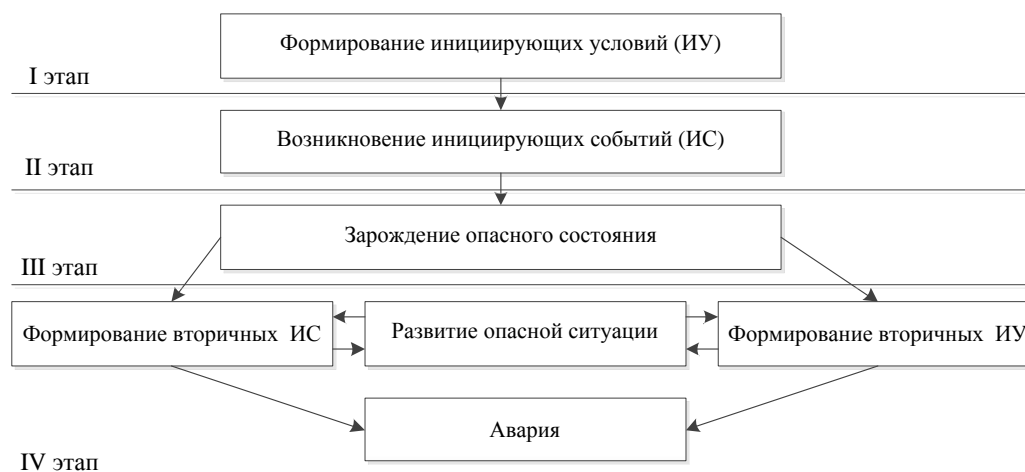 Формирование инициирующих условий (ИУ)
I этап
Возникновение инициирующих событий (ИС)
II этап
Зарождение опасного состояния
III этап
Формирование вторичных ИС
Развитие опасной ситуации
Формирование вторичных ИУ
Авария
IV этап